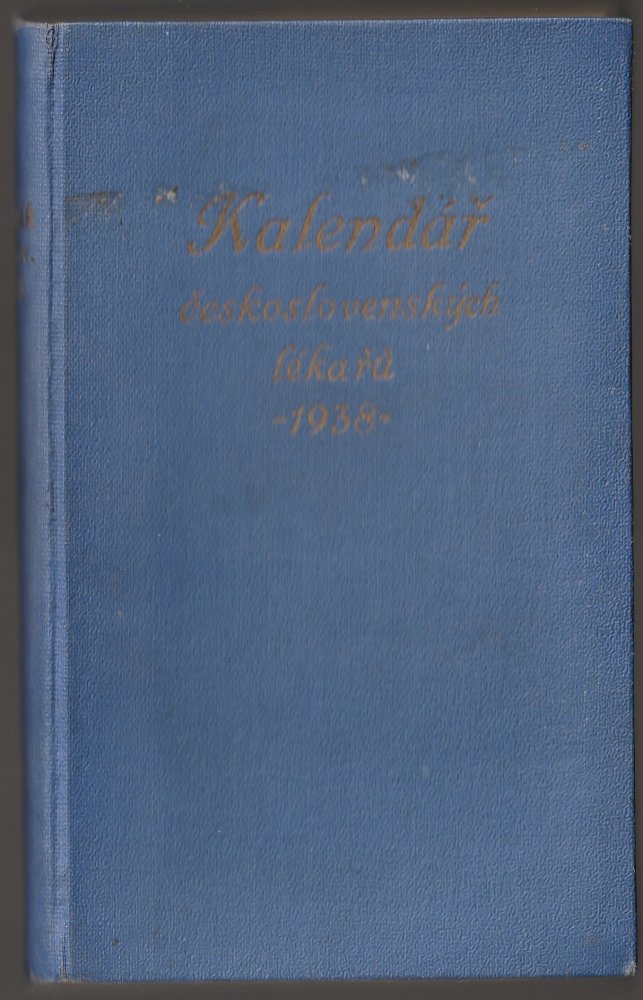 Kalendář
československých
lékařů
-1938-